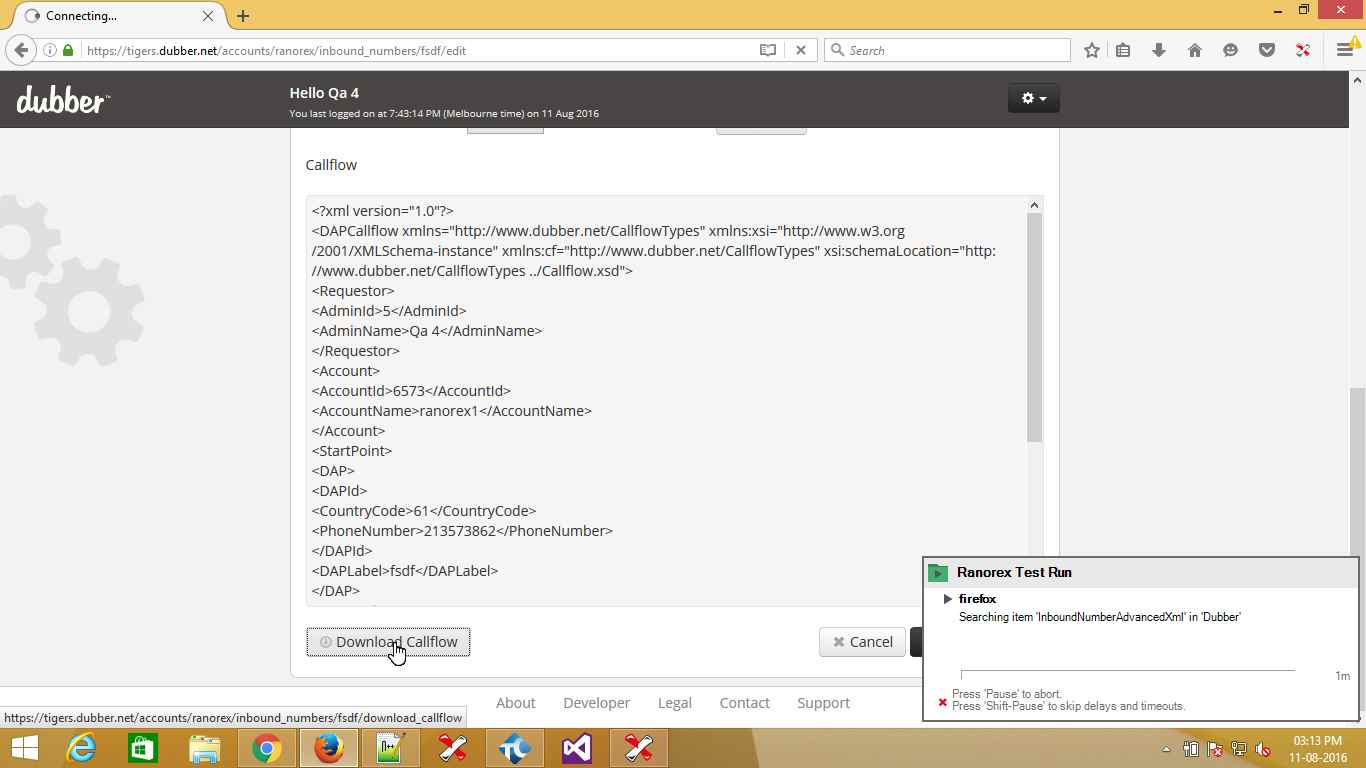 Connecting...
https://tigers.dubber.net/accounts/ranorex/inbound_numbers/fsdf/edit
Search
dubber™
Hello Qa 4
You last logged on at 7:43:14 PM (Melbourne time) on 11 Aug 2016
Callflow
<?xml version="1.0"?>
<DAPCallflow xmlns="http://www.dubber.net/CallflowTypes" xmlns:xsi="http://www.w3.org
/2001/XMLSchema-instance" xmlns:cf="http://www.dubber.net/CallflowTypes" xsi:schemaLocation="http:
//www.dubber.net/CallflowTypes ../Callflow.xsd">
<Requestor>
<AdminId>5</AdminId>
<AdminName>Qa 4</AdminName>
</Requestor>
<Account>
<AccountId>6573</AccountId>
<AccountName>ranorex1</AccountName>
</Account>
<StartPoint>
<DAP>
<DAPId>
<CountryCode>61</CountryCode>
<PhoneNumber>213573862</PhoneNumber>
</DAPId>
<DAPLabel>fsdf</DAPLabel>
</DAP>
Download Callflow
Cancel
Ranorex Test Run
firefox
Searching item 'InboundNumberAdvancedXml' in 'Dubber'
1m
Press 'Pause' to abort.
Press 'Shift-Pause' to skip delays and timeouts.
About
Developer
Legal
Contact
Support
https://tigers.dubber.net/accounts/ranorex/inbound_numbers/fsdf/download_callflow
03:13 PM
11-08-2016